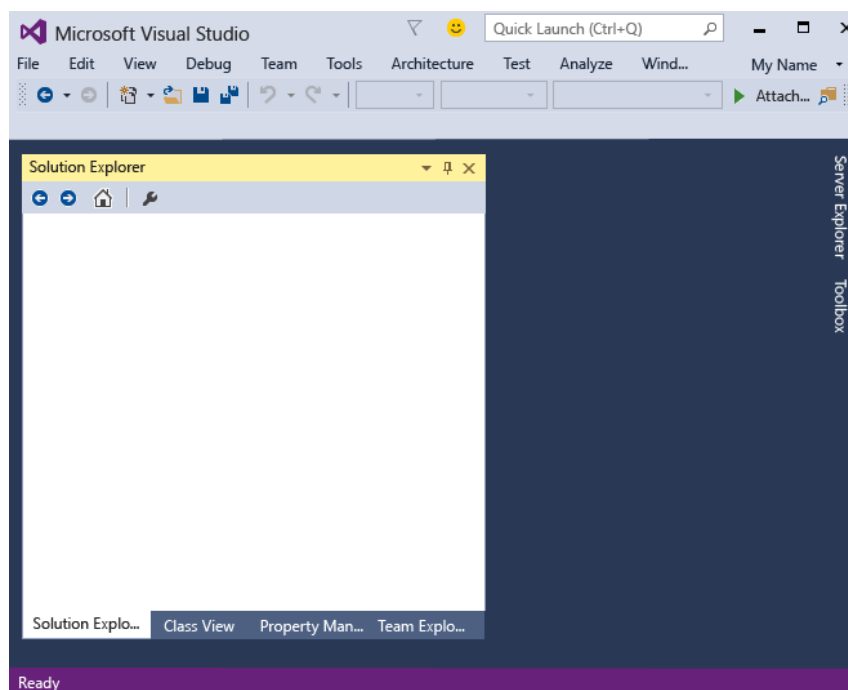 Microsoft Visual Studio
Quick Launch (Ctrl+Q)
File Edit View Debug Team Tools Architecture Test Analyze Wind... My Name
Attach...
Solution Explorer
Server Explorer
Toolbox
Solution Explo... Class View Property Man... Team Explo...
Ready